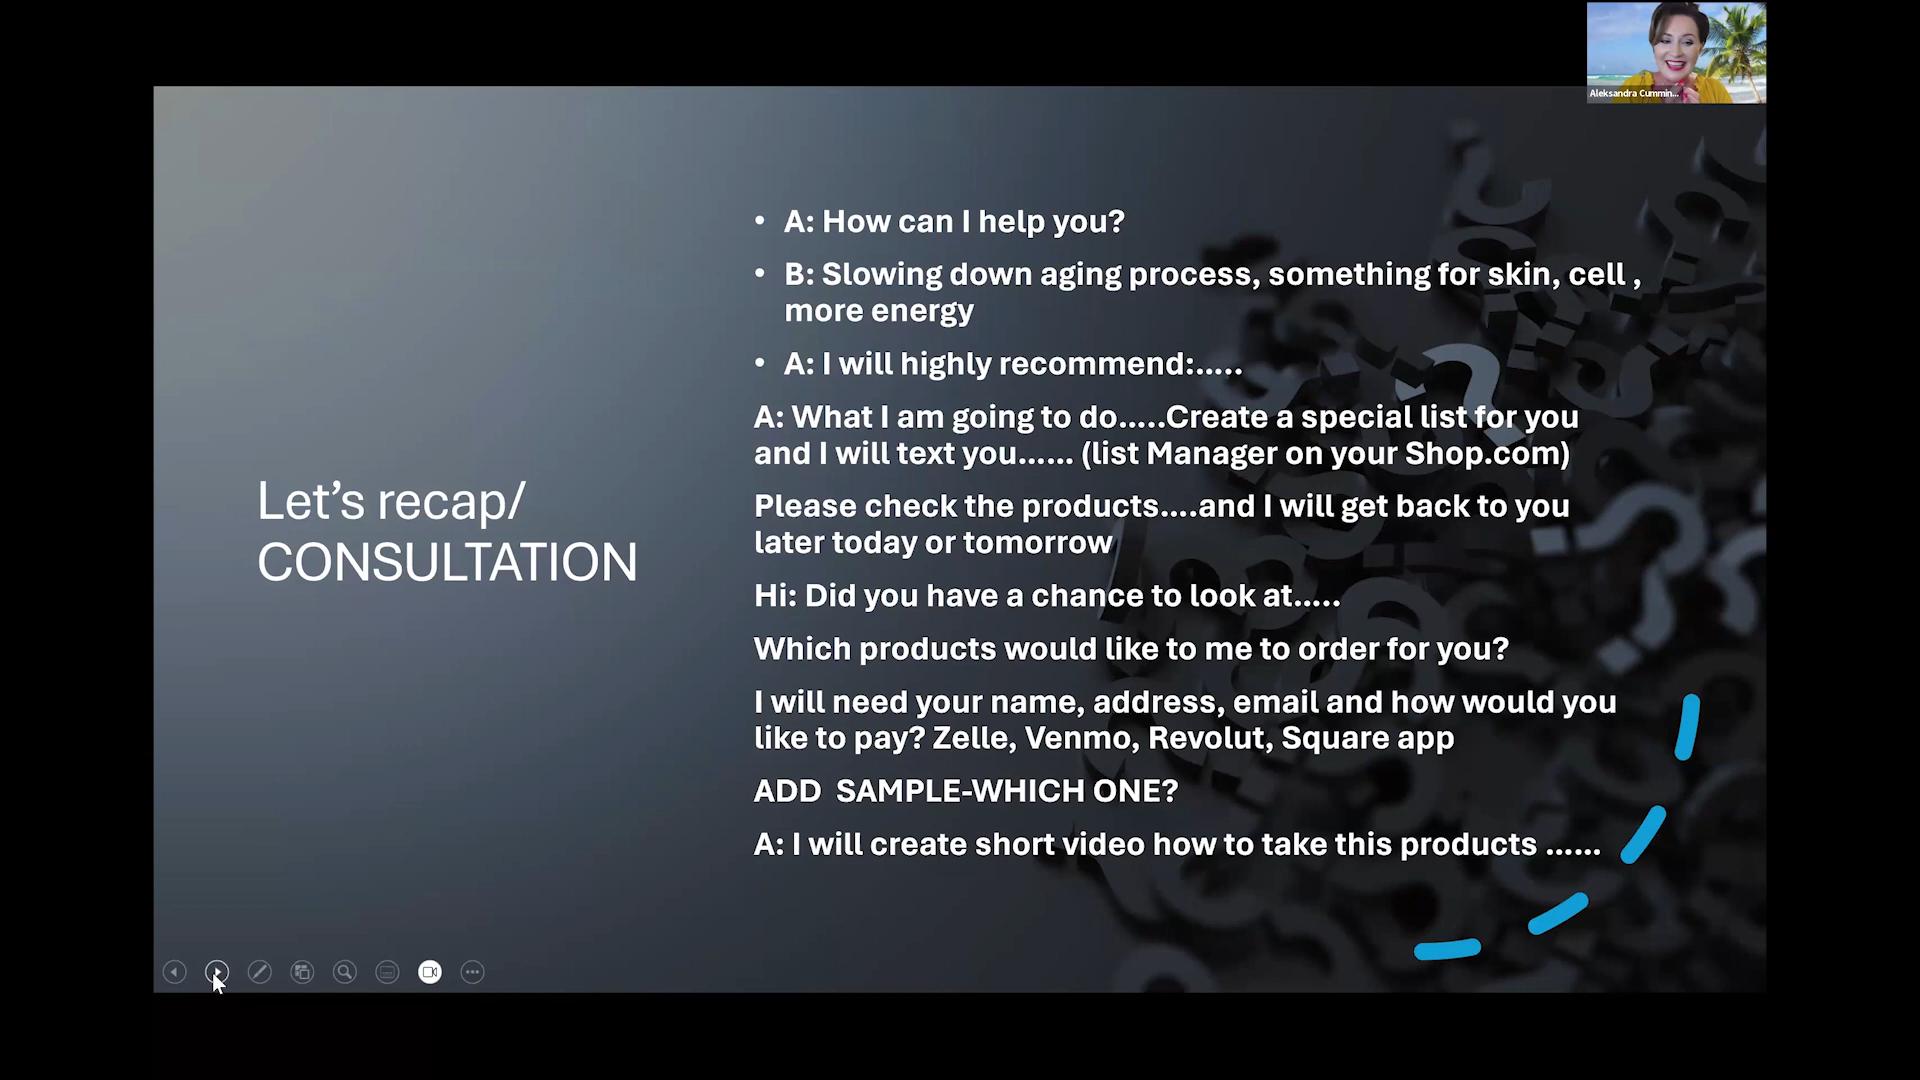 Aleksandra Cummin...
Let's recap/
CONSULTATION
• A: How can I help you?
• B: Slowing down aging process, something for skin, cell ,
more energy
• A: I will highly recommend:.....
A: What I am going to do.....Create a special list for you
and I will text you...... (list Manager on your Shop.com)
Please check the products....and I will get back to you
later today or tomorrow
Hi: Did you have a chance to look at.....
Which products would like to me to order for you?
I will need your name, address, email and how would you
like to pay? Zelle, Venmo, Revolut, Square app
ADD  SAMPLE-WHICH ONE?
A: I will create short video how to take this products ......